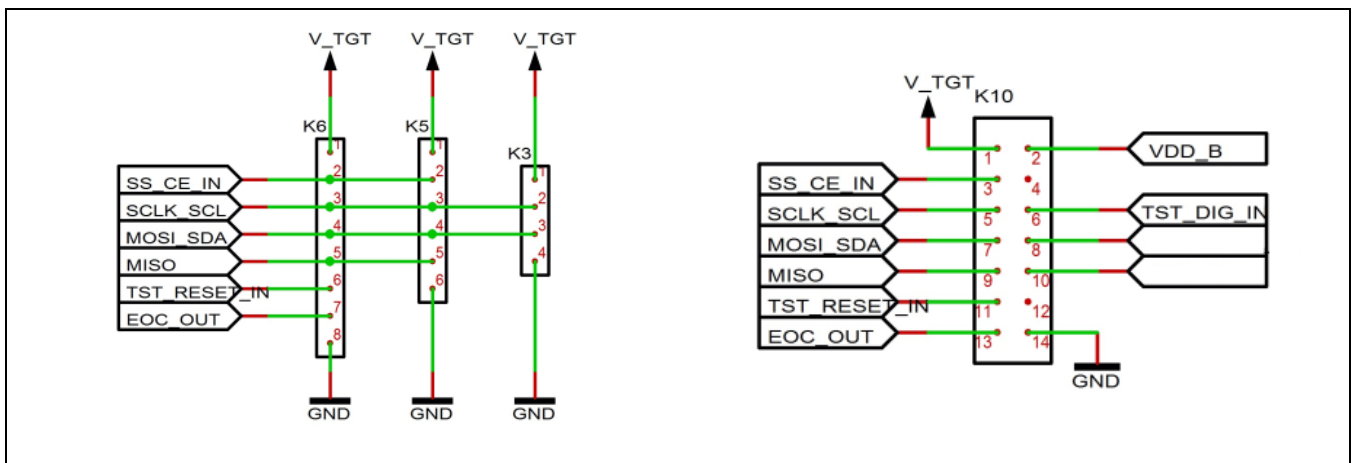 V_TGT V_TGT V_TGT
K6 K5 K3
1 1 1
SS_CE_IN 2 2
SCLK_SCL 3 3 2
MOSI_SDA 4 4 3
MISO 5 5 4
TST_RESET_IN 6 6
EOC_OUT 7
8
GND GND GND
V_TGT K10
1 2 VDD_B
SS_CE_IN 3 4
SCLK_SCL 5 6 TST_DIG_IN
MOSI_SDA 7 8
MISO 9 10
TST_RESET_IN 11 12
EOC_OUT 13 14
GND